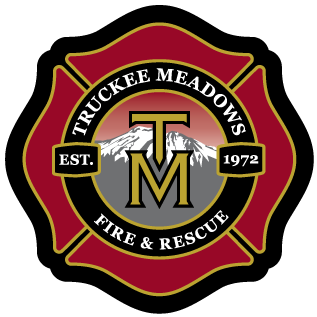 TRUCKEE MEADOWS
EST.
TM
1972
FIRE & RESCUE